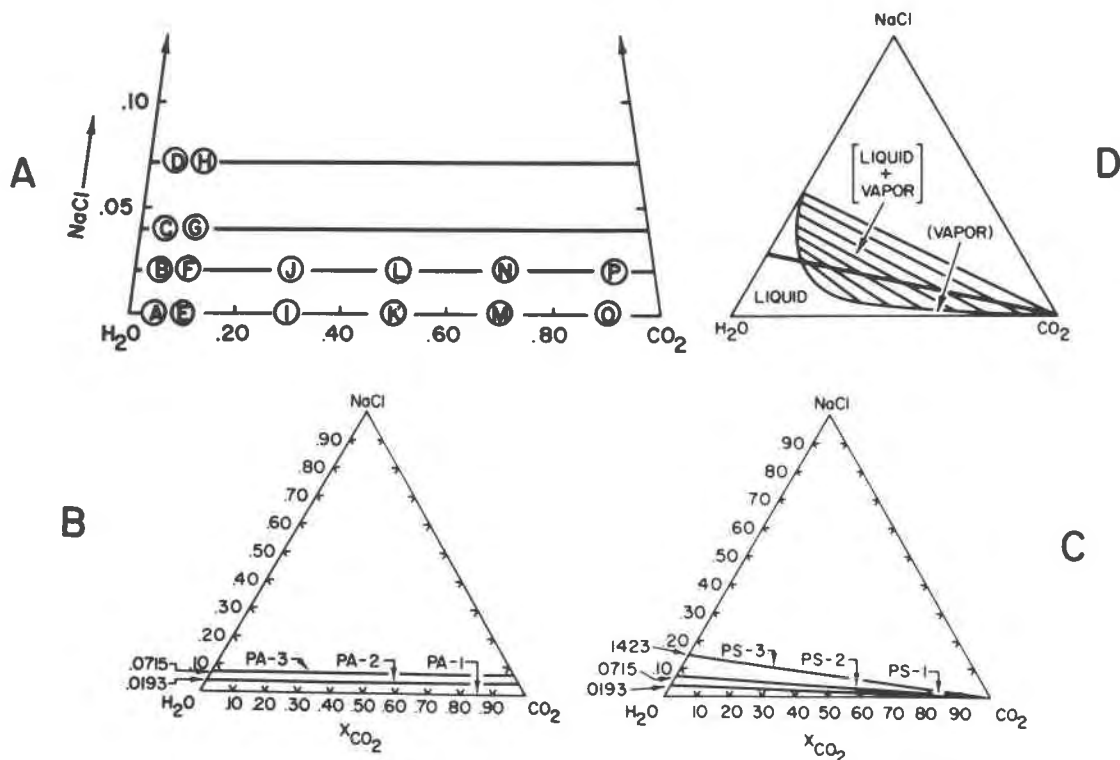 A
NaCl
.10
.05
D H
C G
B F J L N P
A E I K M O
H2O .20 .40 .60 .80 CO2
D
NaCl
[LIQUID + VAPOR]
(VAPOR)
LIQUID
H2O CO2
B
NaCl
.90
.80
.70
.60
.50
.40
.30
.20
.10
.0715
.0193
PA-3 PA-2 PA-1
H2O .10 .20 .30 .40 .50 .60 .70 .80 .90 CO2
XCO2
C
NaCl
.90
.80
.70
.60
.50
.40
.30
.20
.10
1423
0715
.0193
PS-3 PS-2 PS-1
H2O 10 20 30 40 50 60 70 80 90 CO2
XCO2